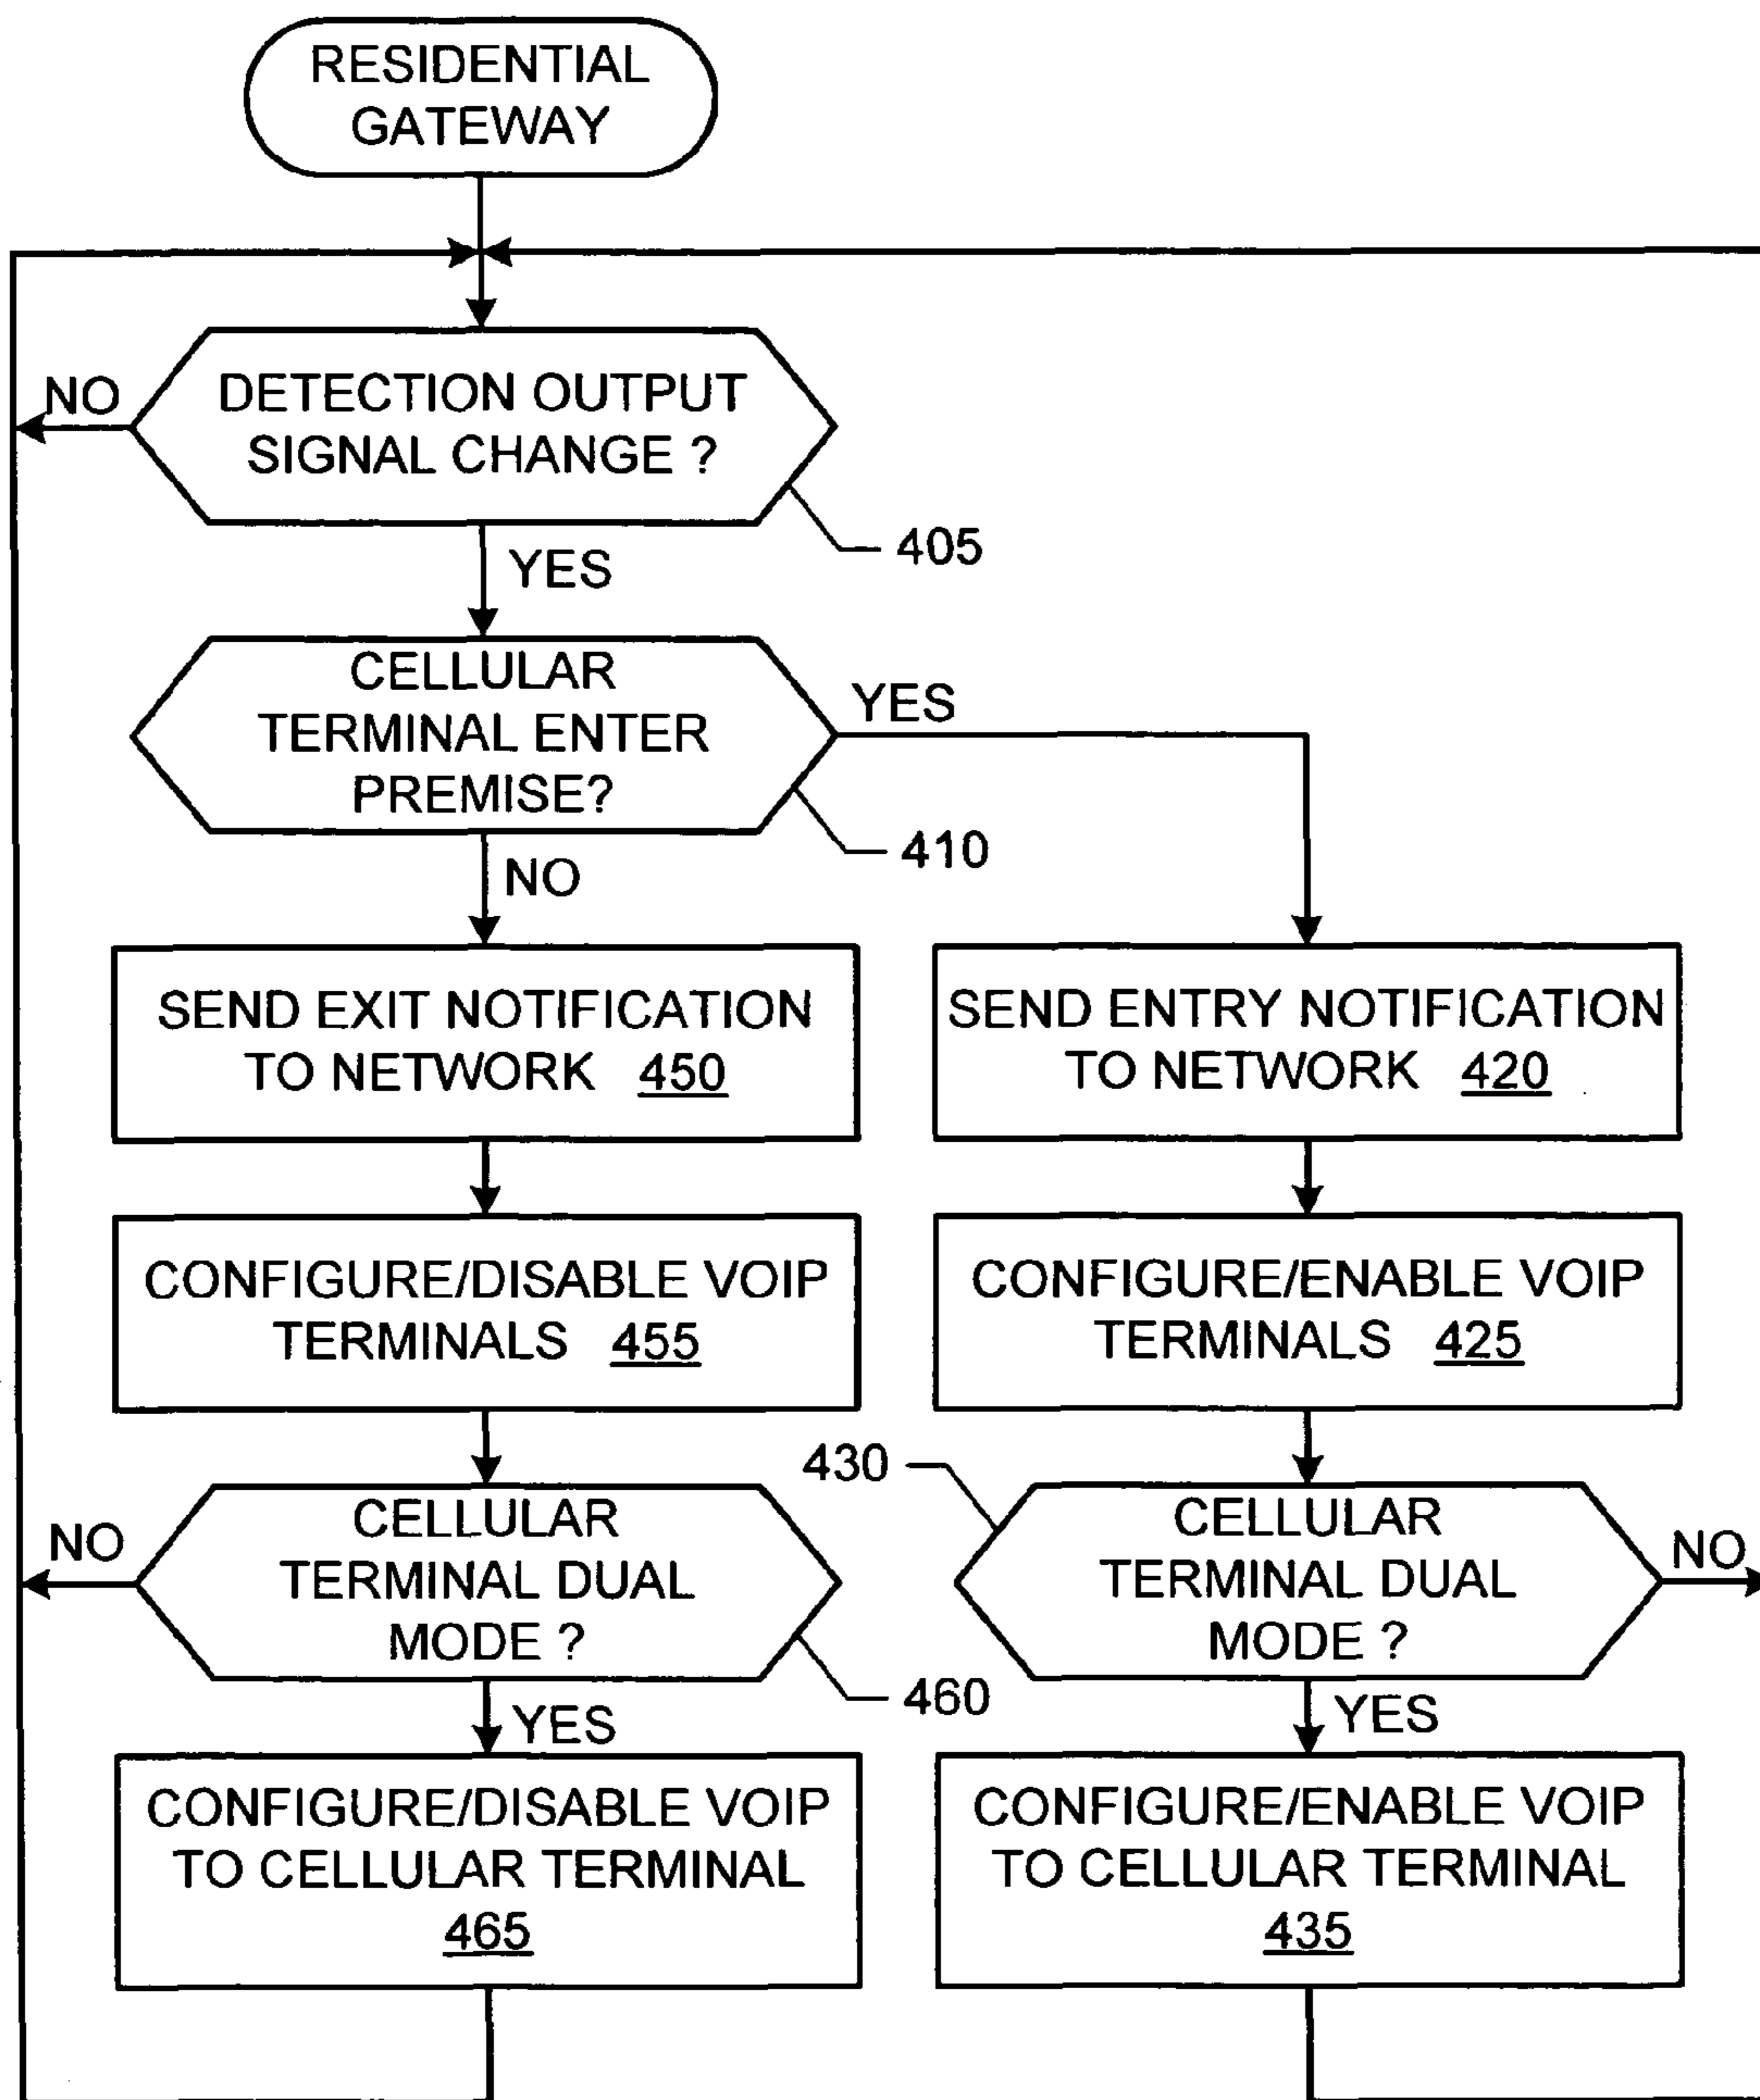 RESIDENTIAL
GATEWAY
NO
DETECTION OUTPUT
SIGNAL CHANGE ?
405
YES
CELLULAR
TERMINAL ENTER
PREMISE?
YES
410
NO
SEND EXIT NOTIFICATION
TO NETWORK 450
SEND ENTRY NOTIFICATION
TO NETWORK 420
CONFIGURE/DISABLE VOIP
TERMINALS 455
CONFIGURE/ENABLE VOIP
TERMINALS 425
430
NO
CELLULAR
TERMINAL DUAL
MODE ?
460
CELLULAR
TERMINAL DUAL
MODE ?
NO
YES
YES
CONFIGURE/DISABLE VOIP
TO CELLULAR TERMINAL
465
CONFIGURE/ENABLE VOIP
TO CELLULAR TERMINAL
435